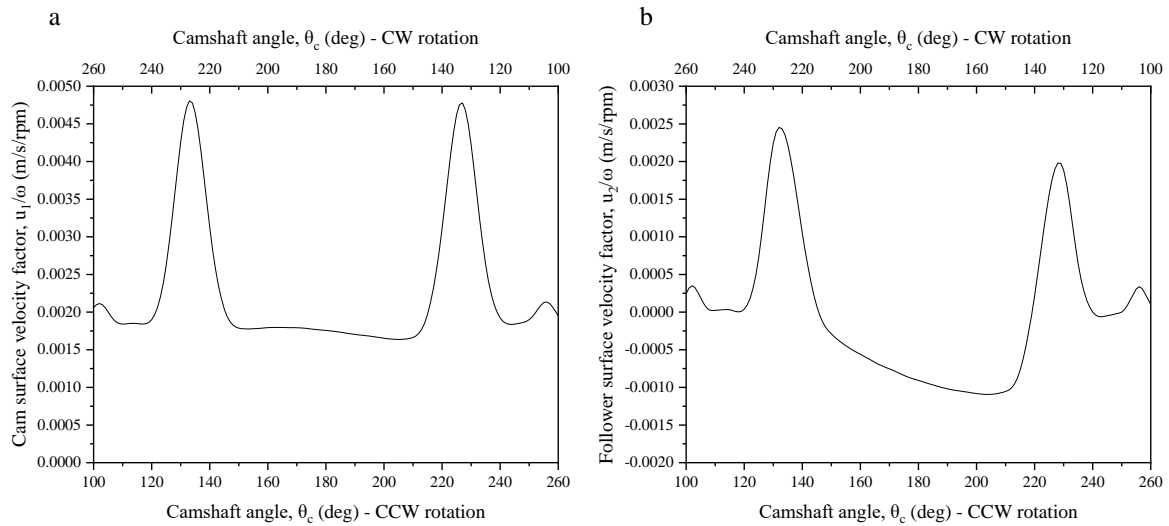 a
Camshaft angle, θc (deg) - CW rotation
260 240 220 200 180 160 140 120 100
Cam surface velocity factor, u1/ω (m/s/rpm)
0.0050
0.0045
0.0040
0.0035
0.0030
0.0025
0.0020
0.0015
0.0010
0.0005
0.0000
100 120 140 160 180 200 220 240 260
Camshaft angle, θc (deg) - CCW rotation
b
Camshaft angle, θc (deg) - CW rotation
260 240 220 200 180 160 140 120 100
Follower surface velocity factor, u2/ω (m/s/rpm)
0.0030
0.0025
0.0020
0.0015
0.0010
0.0005
0.0000
-0.0005
-0.0010
-0.0015
-0.0020
100 120 140 160 180 200 220 240 260
Camshaft angle, θc (deg) - CCW rotation